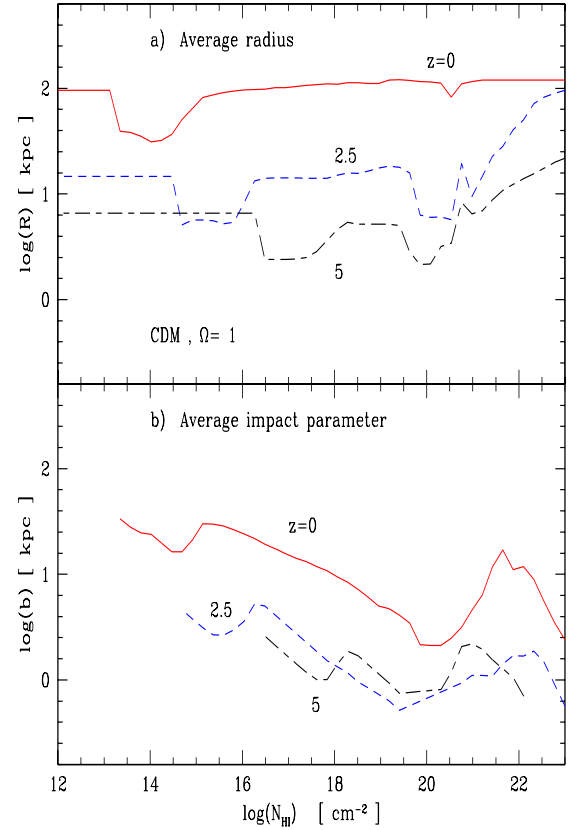 a) Average radius
z=0
2.5
5
CDM , Ω= 1
log(R) [ kpc ]
2
1
0
b) Average impact parameter
z=0
2.5
5
log(b) [ kpc ]
2
1
0
12 14 16 18 20 22
log(N_HI) [ cm⁻² ]